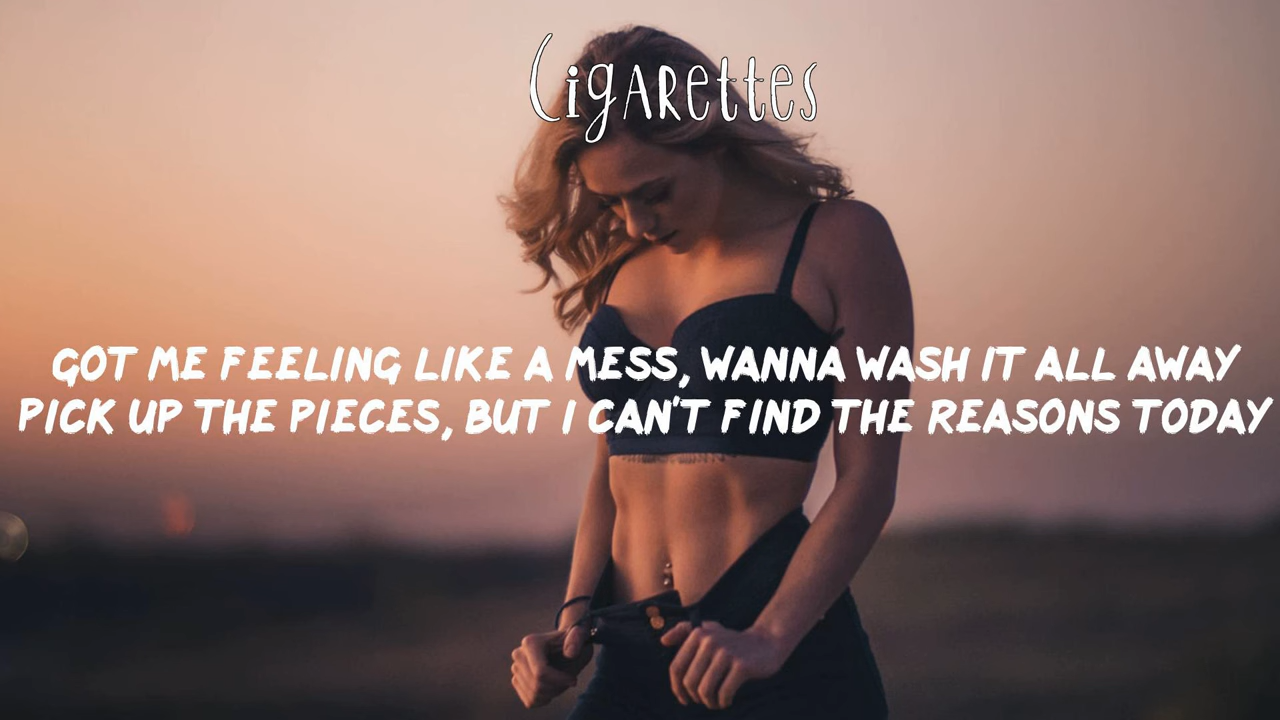 Cigarettes
GOT ME FEELING LIKE A MESS, WANNA WASH IT ALL AWAY
PICK UP THE PIECES, BUT I CAN'T FIND THE REASONS TODAY